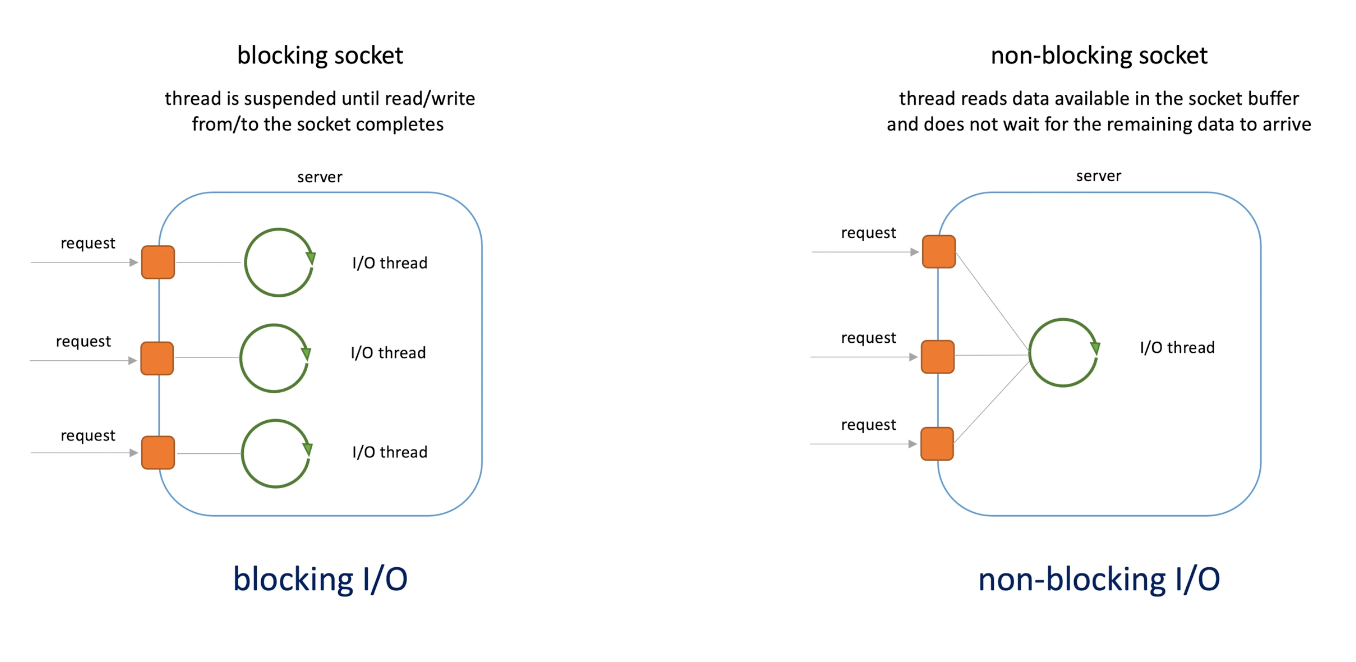 blocking socket
thread is suspended until read/write
from/to the socket completes
server
request
I/O thread
request
I/O thread
request
I/O thread
blocking I/O
non-blocking socket
thread reads data available in the socket buffer
and does not wait for the remaining data to arrive
server
request
request
I/O thread
request
non-blocking I/O